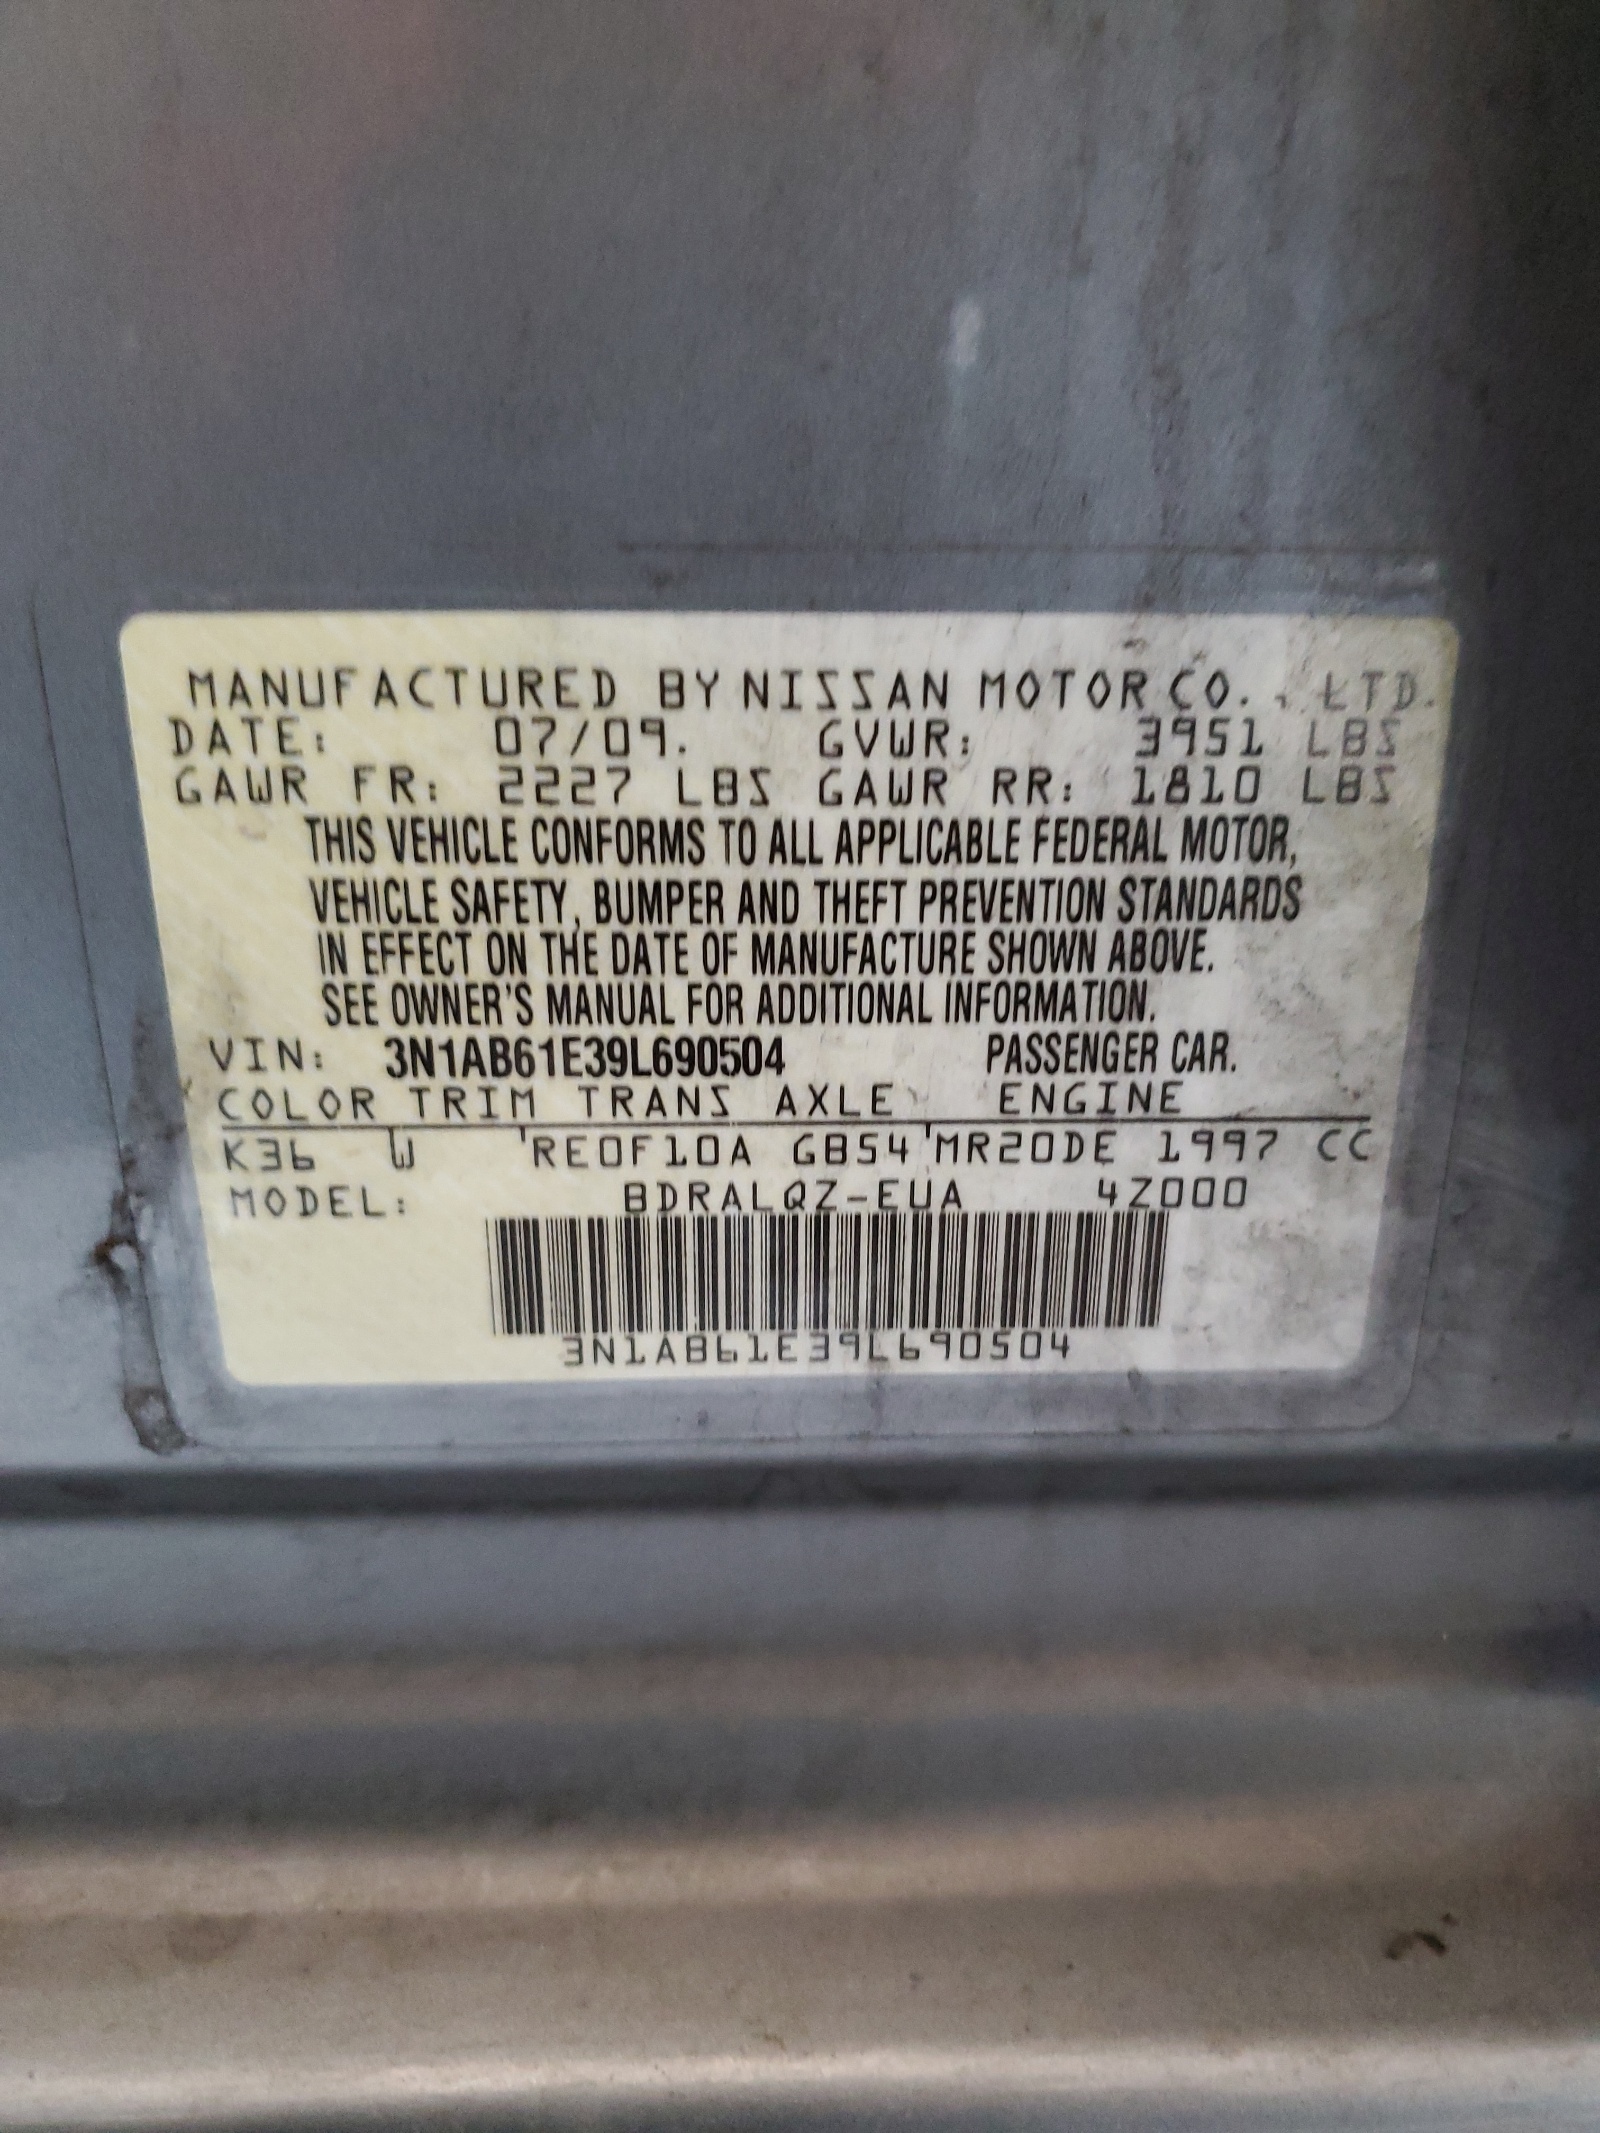 MANUFACTURED BY NISSAN MOTOR CO., LTD.
DATE: 07/09. GVWR: 3951 LBS
GAWR FR: 2227 LBS GAWR RR: 1810 LBS
THIS VEHICLE CONFORMS TO ALL APPLICABLE FEDERAL MOTOR,
VEHICLE SAFETY, BUMPER AND THEFT PREVENTION STANDARDS
IN EFFECT ON THE DATE OF MANUFACTURE SHOWN ABOVE.
SEE OWNER'S MANUAL FOR ADDITIONAL INFORMATION.
VIN: 3N1AB61E39L690504 PASSENGER CAR.
COLOR TRIM TRANS AXLE ENGINE
K36 W 'RE0F10A GB54'MR20DE 1997 CC
MODEL: BDRALQZ-EUA 4Z000
3N1AB61E39L690504